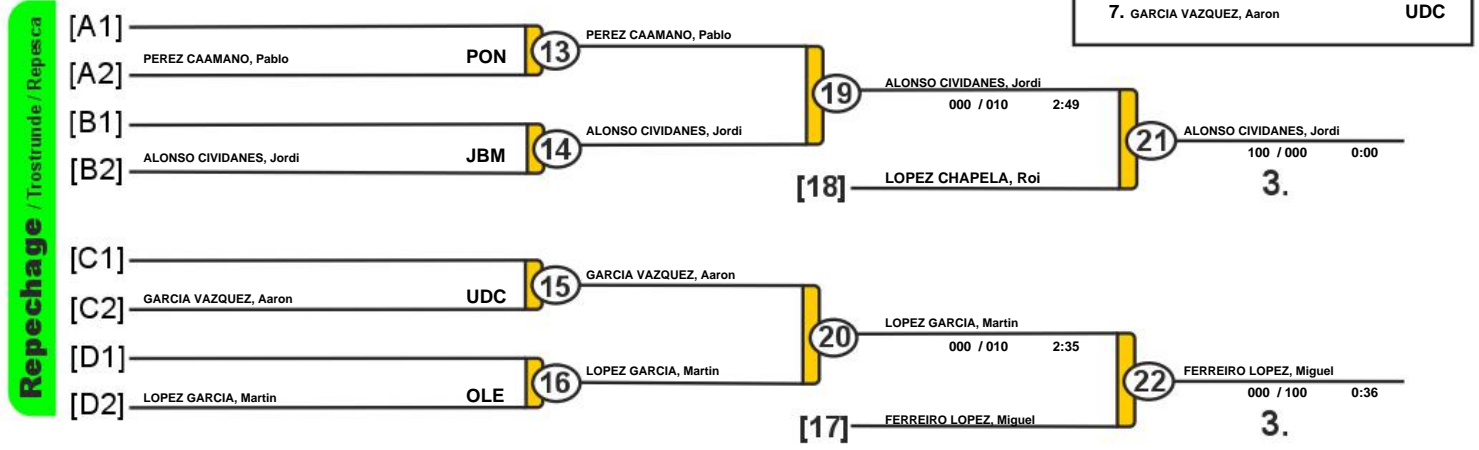 7. GARCIA VAZQUEZ, Aaron UDC
Repechage / Trostrunde / Repesca
[A1]
PEREZ CAAMANO, Pablo PON
[A2]
13
PEREZ CAAMANO, Pablo
[B1]
ALONSO CIVIDANES, Jordi JBM
[B2]
14
ALONSO CIVIDANES, Jordi
19
ALONSO CIVIDANES, Jordi
000 / 010 2:49
[18] LOPEZ CHAPELA, Roi
21
ALONSO CIVIDANES, Jordi
100 / 000 0:00
3.
[C1]
GARCIA VAZQUEZ, Aaron UDC
[C2]
15
GARCIA VAZQUEZ, Aaron
[D1]
LOPEZ GARCIA, Martin OLE
[D2]
16
LOPEZ GARCIA, Martin
20
LOPEZ GARCIA, Martin
000 / 010 2:35
[17] FERREIRO LOPEZ, Miguel
22
FERREIRO LOPEZ, Miguel
000 / 100 0:36
3.